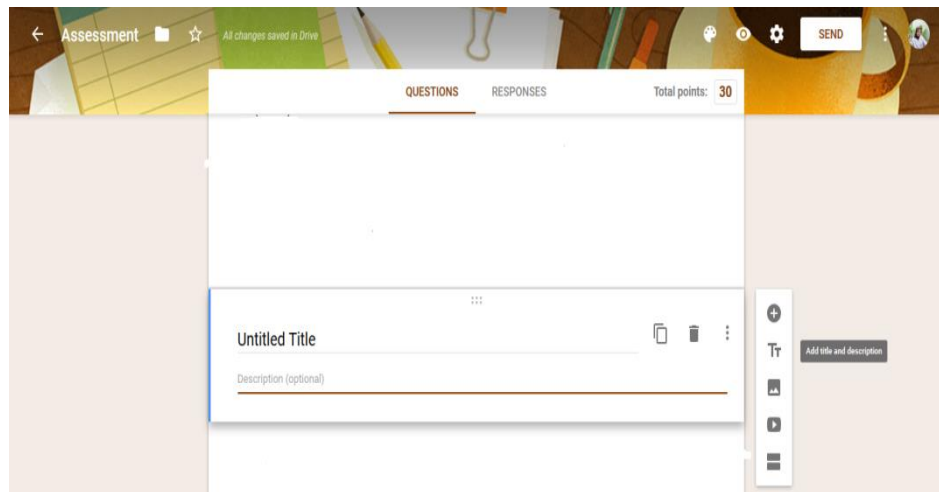 Assessment
All changes saved in Drive
SEND
QUESTIONS
RESPONSES
Total points: 30
Untitled Title
Description (optional)
Tт
Add title and description